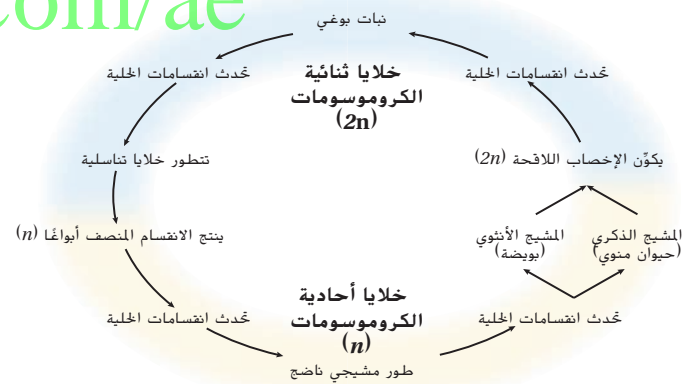 com/ae
نبات بوغي
تحدث انقسامات الخلية
خلايا ثنائية
الكروموسومات
(2n)
تحدث انقسامات الخلية
تتطور خلايا تناسلية
يكوّن الإخصاب اللاقحة (2n)
ينتج الانقسام المنصف أبواغًا (n)
المشيج الأنثوي
(بويضة)
المشيج الذكري
(حيوان منوي)
تحدث انقسامات الخلية
خلايا أحادية
الكروموسومات
(n)
تحدث انقسامات الخلية
طور مشيجي ناضج